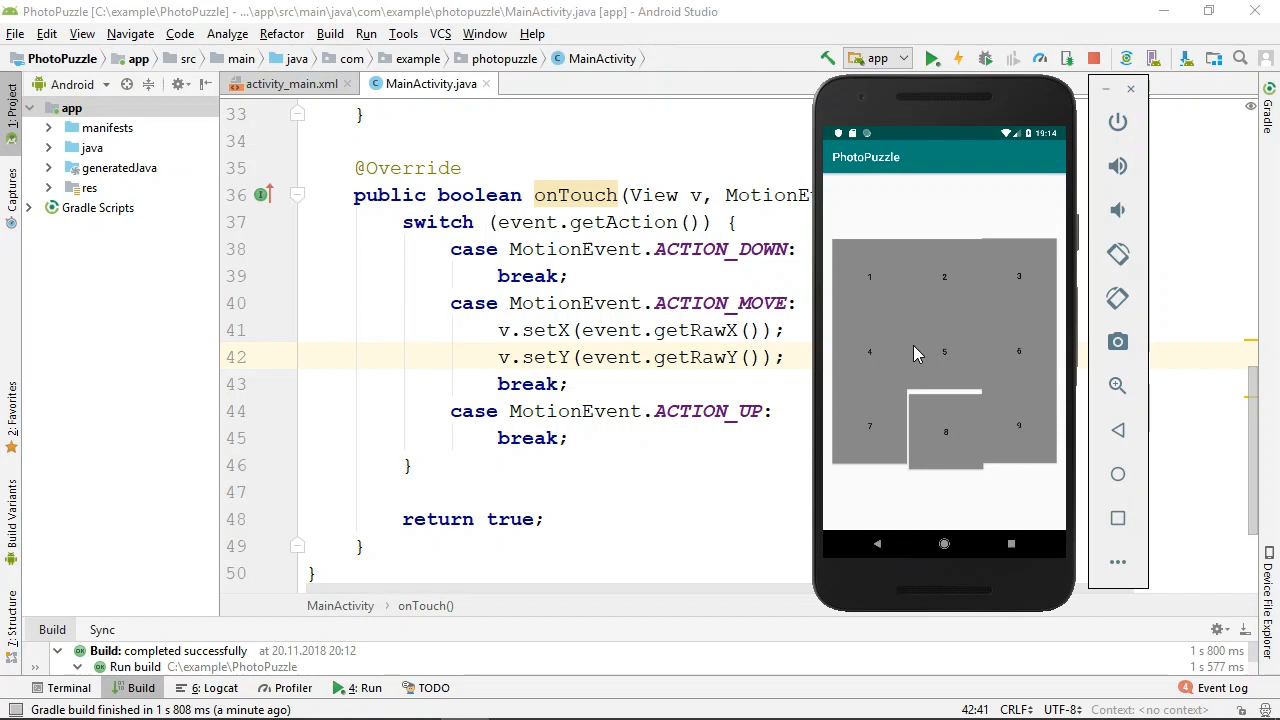 PhotoPuzzle [C:\example\PhotoPuzzle] - ...\app\src\main\java\com\example\photopuzzle\MainActivity.java [app] - Android Studio
File Edit View Navigate Code Analyze Refactor Build Run Tools VCS Window Help
PhotoPuzzle app src main java com example photopuzzle MainActivity app
Android activity_main.xml MainActivity.java
1: Project
Captures
2: Favorites
Build Variants
7: Structure
app
manifests
java
generatedJava
res
Gradle Scripts
33 }
34
35 @Override
36 public boolean onTouch(View v, MotionE
37 switch (event.getAction()) {
38 case MotionEvent.ACTION_DOWN:
39 break;
40 case MotionEvent.ACTION_MOVE:
41 v.setX(event.getRawX());
42 v.setY(event.getRawY());
43 break;
44 case MotionEvent.ACTION_UP:
45 break;
46 }
47
48 return true;
49 }
50 }
MainActivity onTouch()
19:14
PhotoPuzzle
1 2 3
4 5 6
7 8 9
Gradle
Device File Explorer
Build Sync
Build: completed successfully at 20.11.2018 20:12 1 s 800 ms
Run build C:\example\PhotoPuzzle 1 s 577 ms
Terminal Build 6: Logcat Profiler 4: Run TODO 4 Event Log
Gradle build finished in 1 s 808 ms (a minute ago) 42:41 CRLF UTF-8 Context: <no context>